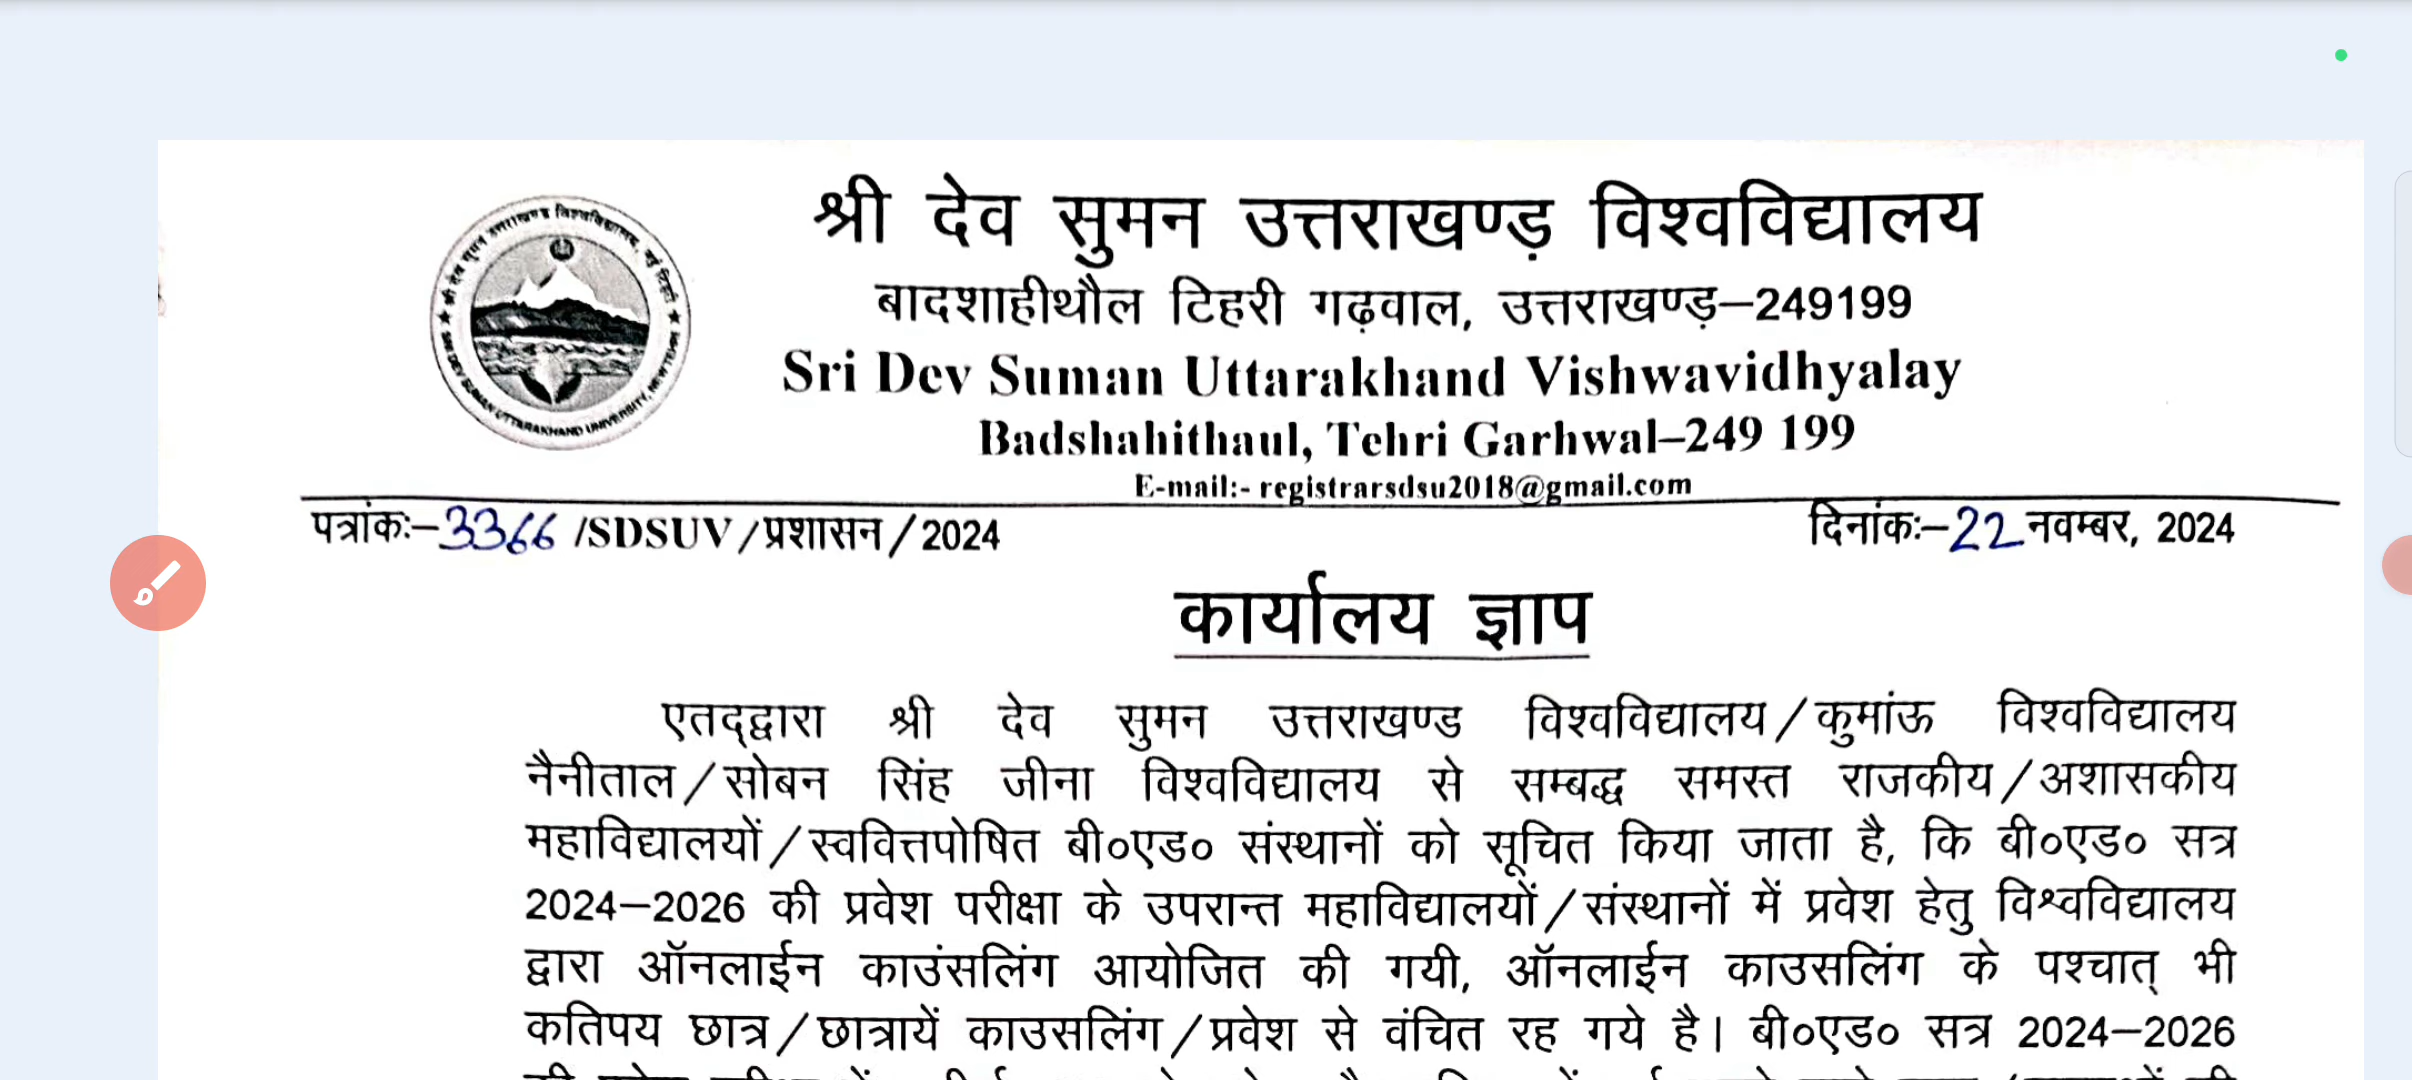 श्री देव सुमन उत्तराखण्ड़ विश्वविद्यालय
बादशाहीथौल टिहरी गढ़वाल, उत्तराखण्ड़–249199
Sri Dev Suman Uttarakhand Vishwavidhyalay
Badshahithaul, Tehri Garhwal–249 199
E-mail:- registrarsdsu2018@gmail.com
पत्रांकः–3366 /SDSUV/प्रशासन/2024
दिनांकः–22 नवम्बर, 2024
कार्यालय ज्ञाप
एतद्द्वारा श्री देव सुमन उत्तराखण्ड विश्वविद्यालय/कुमांऊ विश्वविद्यालय
नैनीताल/सोबन सिंह जीना विश्वविद्यालय से सम्बद्ध समस्त राजकीय/अशासकीय
महाविद्यालयों/स्ववित्तपोषित बी०एड० संस्थानों को सूचित किया जाता है, कि बी०एड० सत्र
2024–2026 की प्रवेश परीक्षा के उपरान्त महाविद्यालयों/संस्थानों में प्रवेश हेतु विश्वविद्यालय
द्वारा ऑनलाईन काउंसलिंग आयोजित की गयी, ऑनलाईन काउसलिंग के पश्चात् भी
कतिपय छात्र/छात्रायें काउसलिंग/प्रवेश से वंचित रह गये है। बी०एड० सत्र 2024–2026